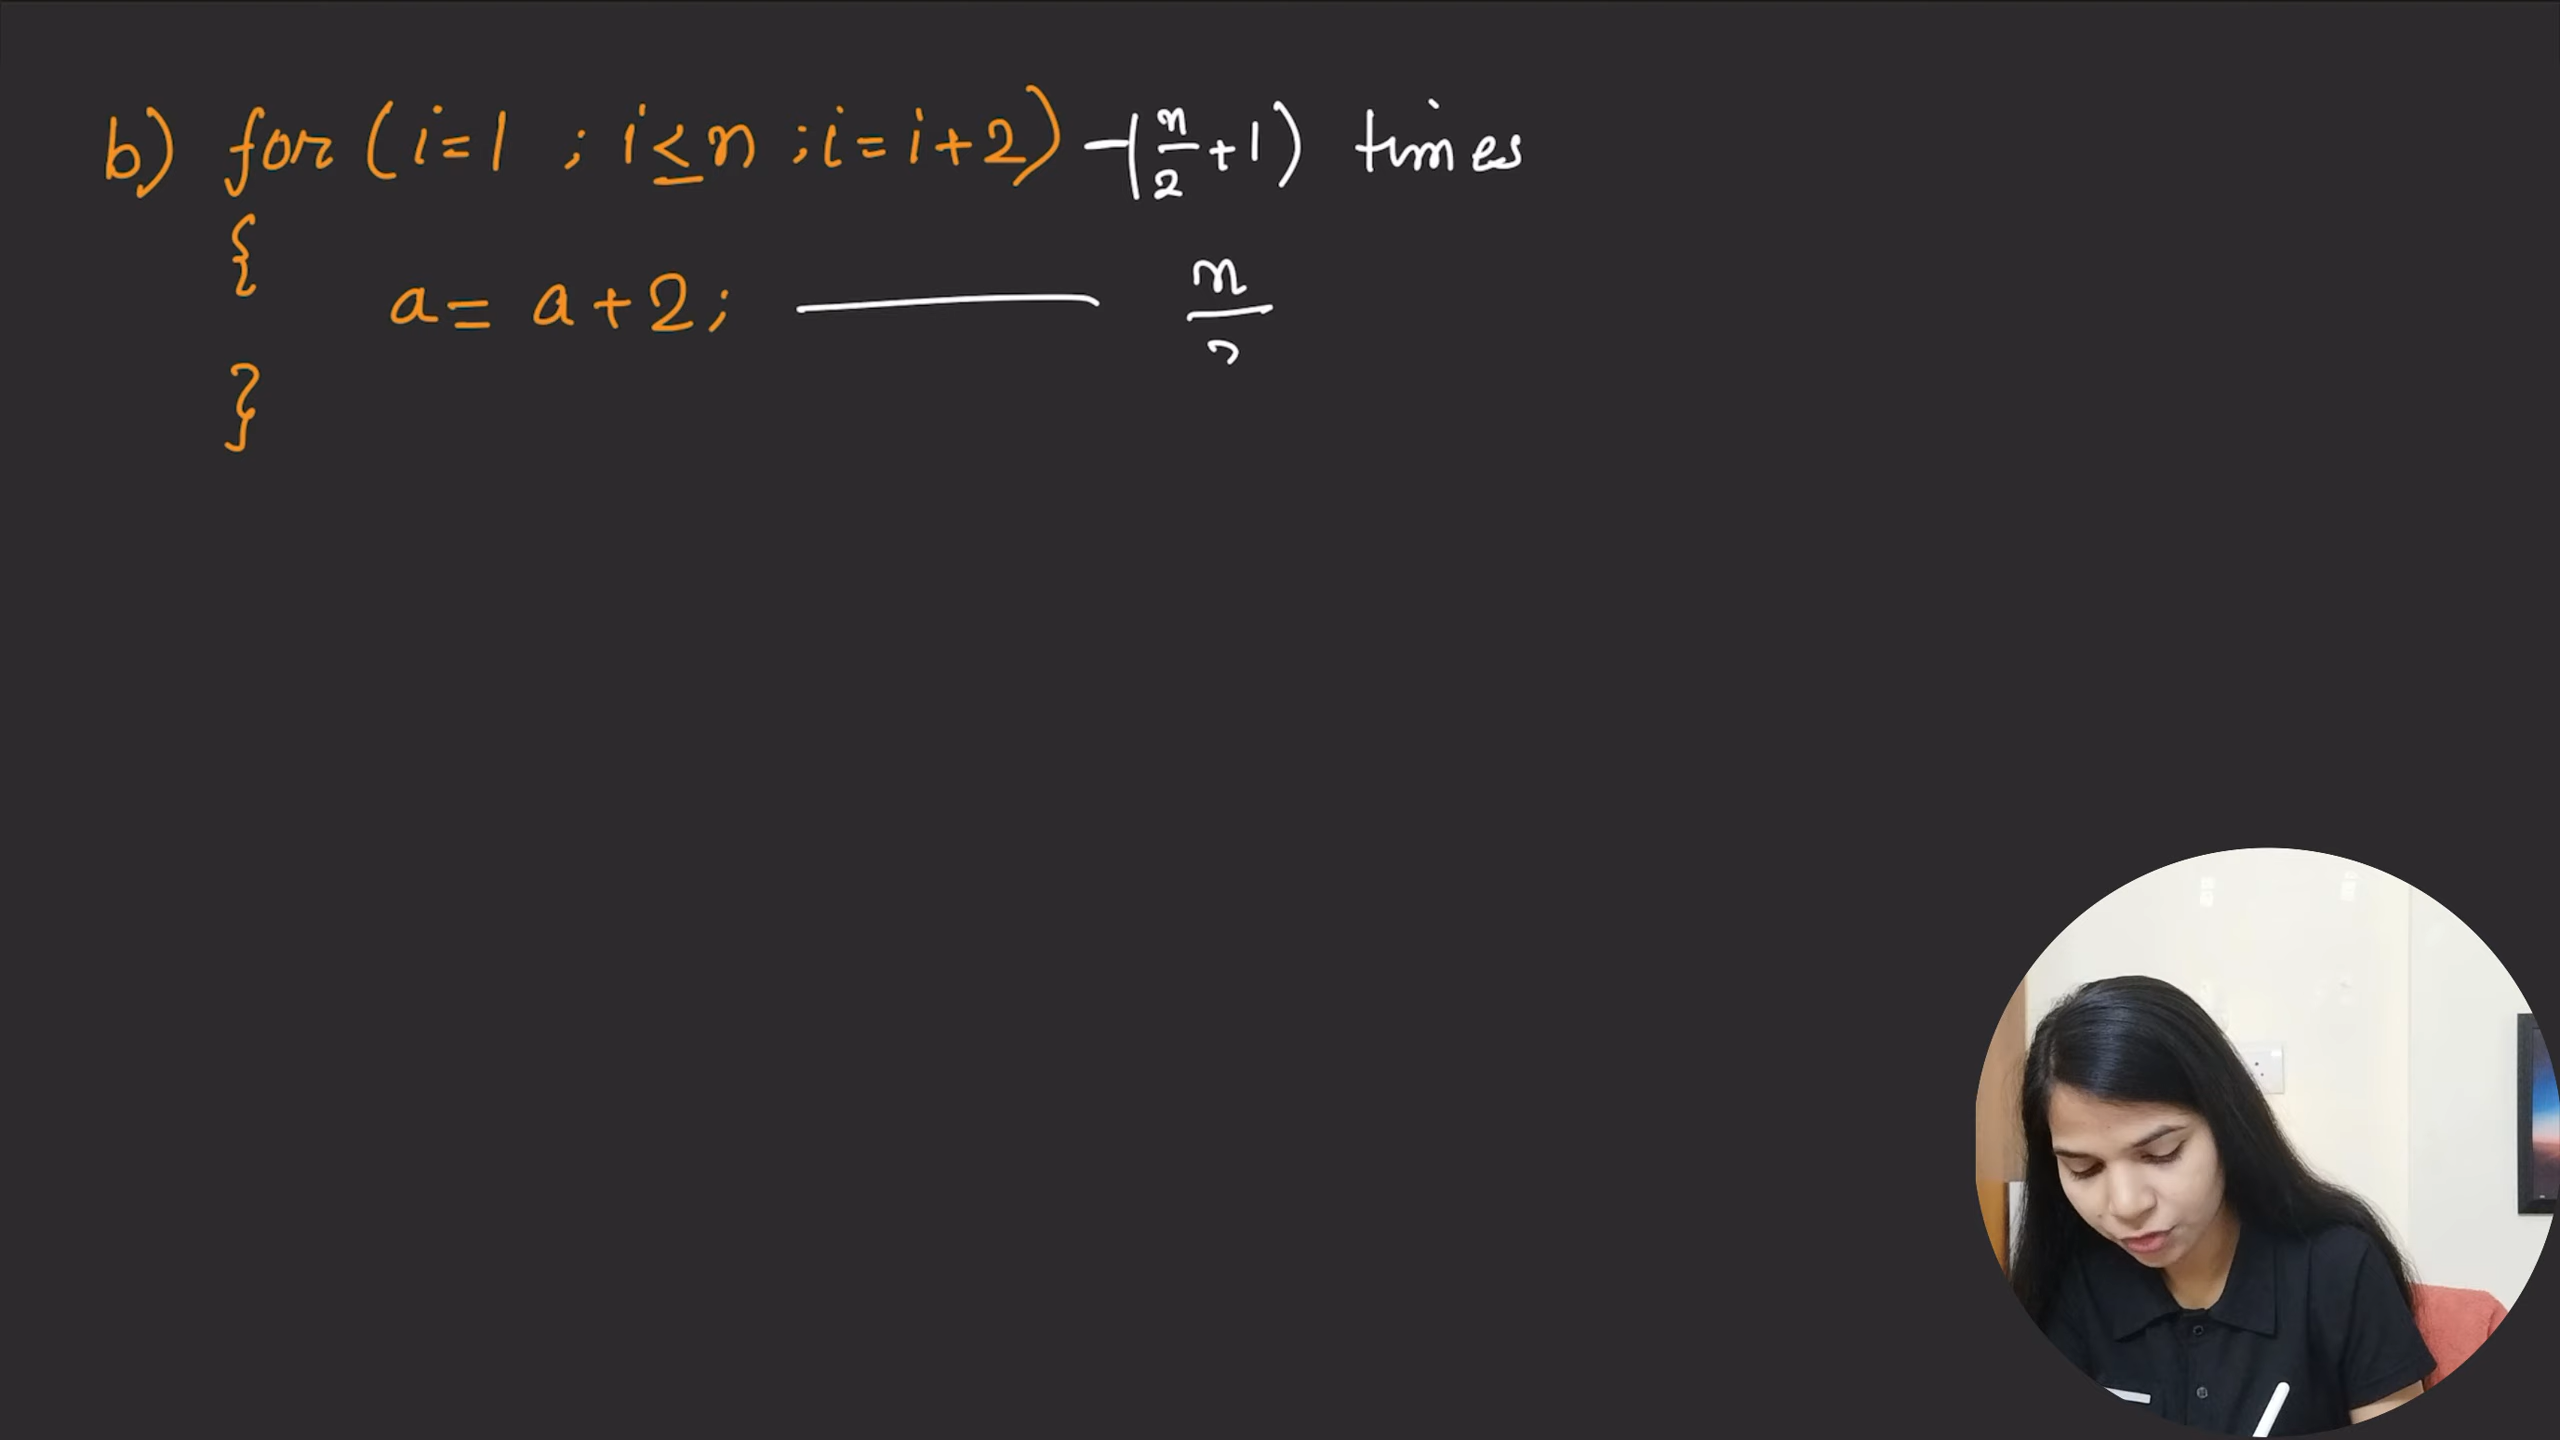 b) for (i=1 ; i≤n ; i=i+2) - (n/2+1) times
{
a = a+2; —— n/2
}